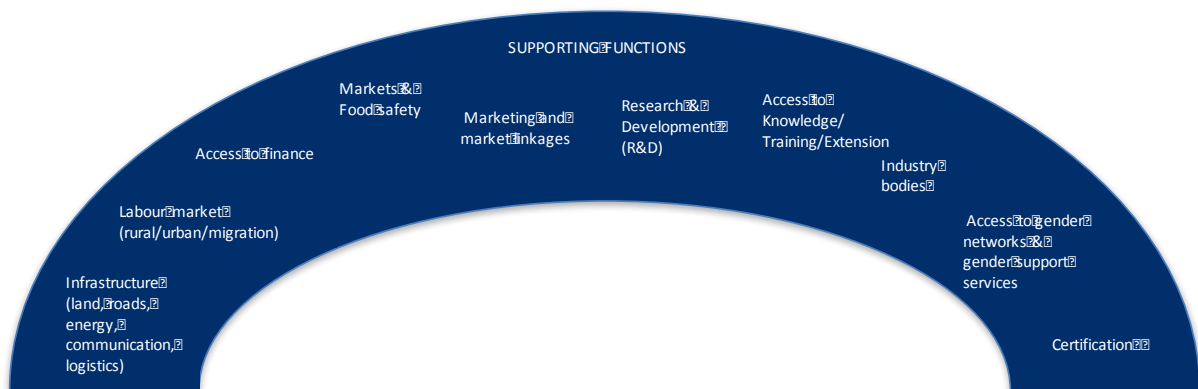 SUPPORTING FUNCTIONS
Infrastructure
(land, roads,
energy,
communication,
logistics)
Labour market
(rural/urban/migration)
Access to finance
Markets &
Food safety
Marketing and
market linkages
Research &
Development
(R&D)
Access to
Knowledge/
Training/Extension
Industry
bodies
Access to gender
networks &
gender support
services
Certification